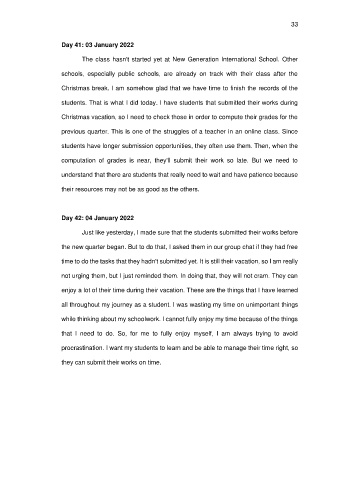 33
Day 41: 03 January 2022
The class hasn't started yet at New Generation International School. Other
schools, especially public schools, are already on track with their class after the
Christmas break, I am somehow glad that we have time to finish the records of the
students. That is what I did today. I have students that submitted their works during
Christmas vacation, so I need to check those in order to compute their grades for the
previous quarter. This is one of the struggles of a teacher in an online class. Since
students have longer submission opportunities, they often use them. Then, when the
computation of grades is near, they'll submit their work so late. But we need to
understand that there are students that really need to wait and have patience because
their resources may not be as good as the others.
Day 42: 04 January 2022
Just like yesterday, I made sure that the students submitted their works before
the new quarter began. But to do that, I asked them in our group chat if they had free
time to do the tasks that they hadn't submitted yet. It is still their vacation, so I am really
not urging them, but I just reminded them. In doing that, they will not cram. They can
enjoy a lot of their time during their vacation. These are the things that I have learned
all throughout my journey as a student. I was wasting my time on unimportant things
while thinking about my schoolwork. I cannot fully enjoy my time because of the things
that I need to do. So, for me to fully enjoy myself, I am always trying to avoid
procrastination. I want my students to learn and be able to manage their time right, so
they can submit their works on time.